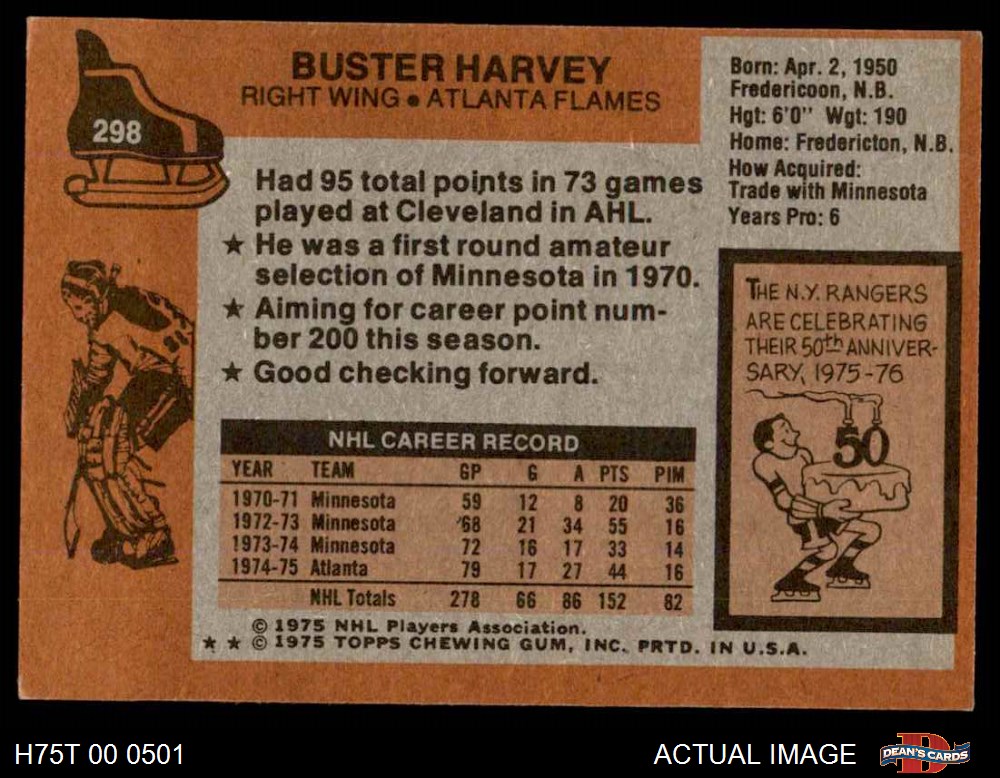 298
BUSTER HARVEY
RIGHT WING ● ATLANTA FLAMES
Born: Apr. 2, 1950
Fredericoon, N.B.
Hgt: 6'0" Wgt: 190
Home: Fredericton, N.B.
How Acquired:
Trade with Minnesota
Years Pro: 6
Had 95 total points in 73 games
played at Cleveland in AHL.
★ He was a first round amateur
selection of Minnesota in 1970.
★ Aiming for career point num-
ber 200 this season.
★ Good checking forward.
NHL CAREER RECORD
YEAR TEAM GP G A PTS PIM
1970-71 Minnesota 59 12 8 20 36
1972-73 Minnesota 68 21 34 55 16
1973-74 Minnesota 72 16 17 33 14
1974-75 Atlanta 79 17 27 44 16
NHL Totals 278 66 86 152 82
© 1975 NHL Players Association.
★ ★ © 1975 TOPPS CHEWING GUM, INC. PRTD. IN U.S.A.
THE N.Y. RANGERS
ARE CELEBRATING
THEIR 50th ANNIVER-
SARY, 1975-76
50
H75T 00 0501
ACTUAL IMAGE
DEAN'S CARDS